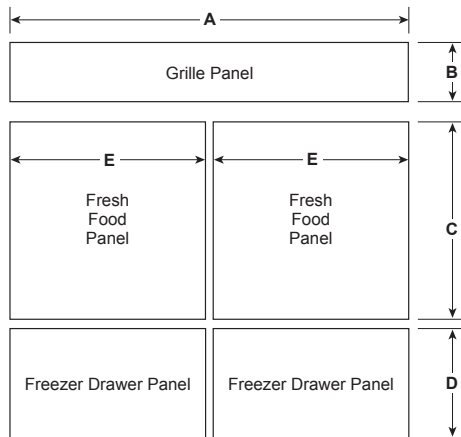 A
Grille Panel
B
E
E
Fresh
Food
Panel
Fresh
Food
Panel
C
Freezer Drawer Panel
Freezer Drawer Panel
D